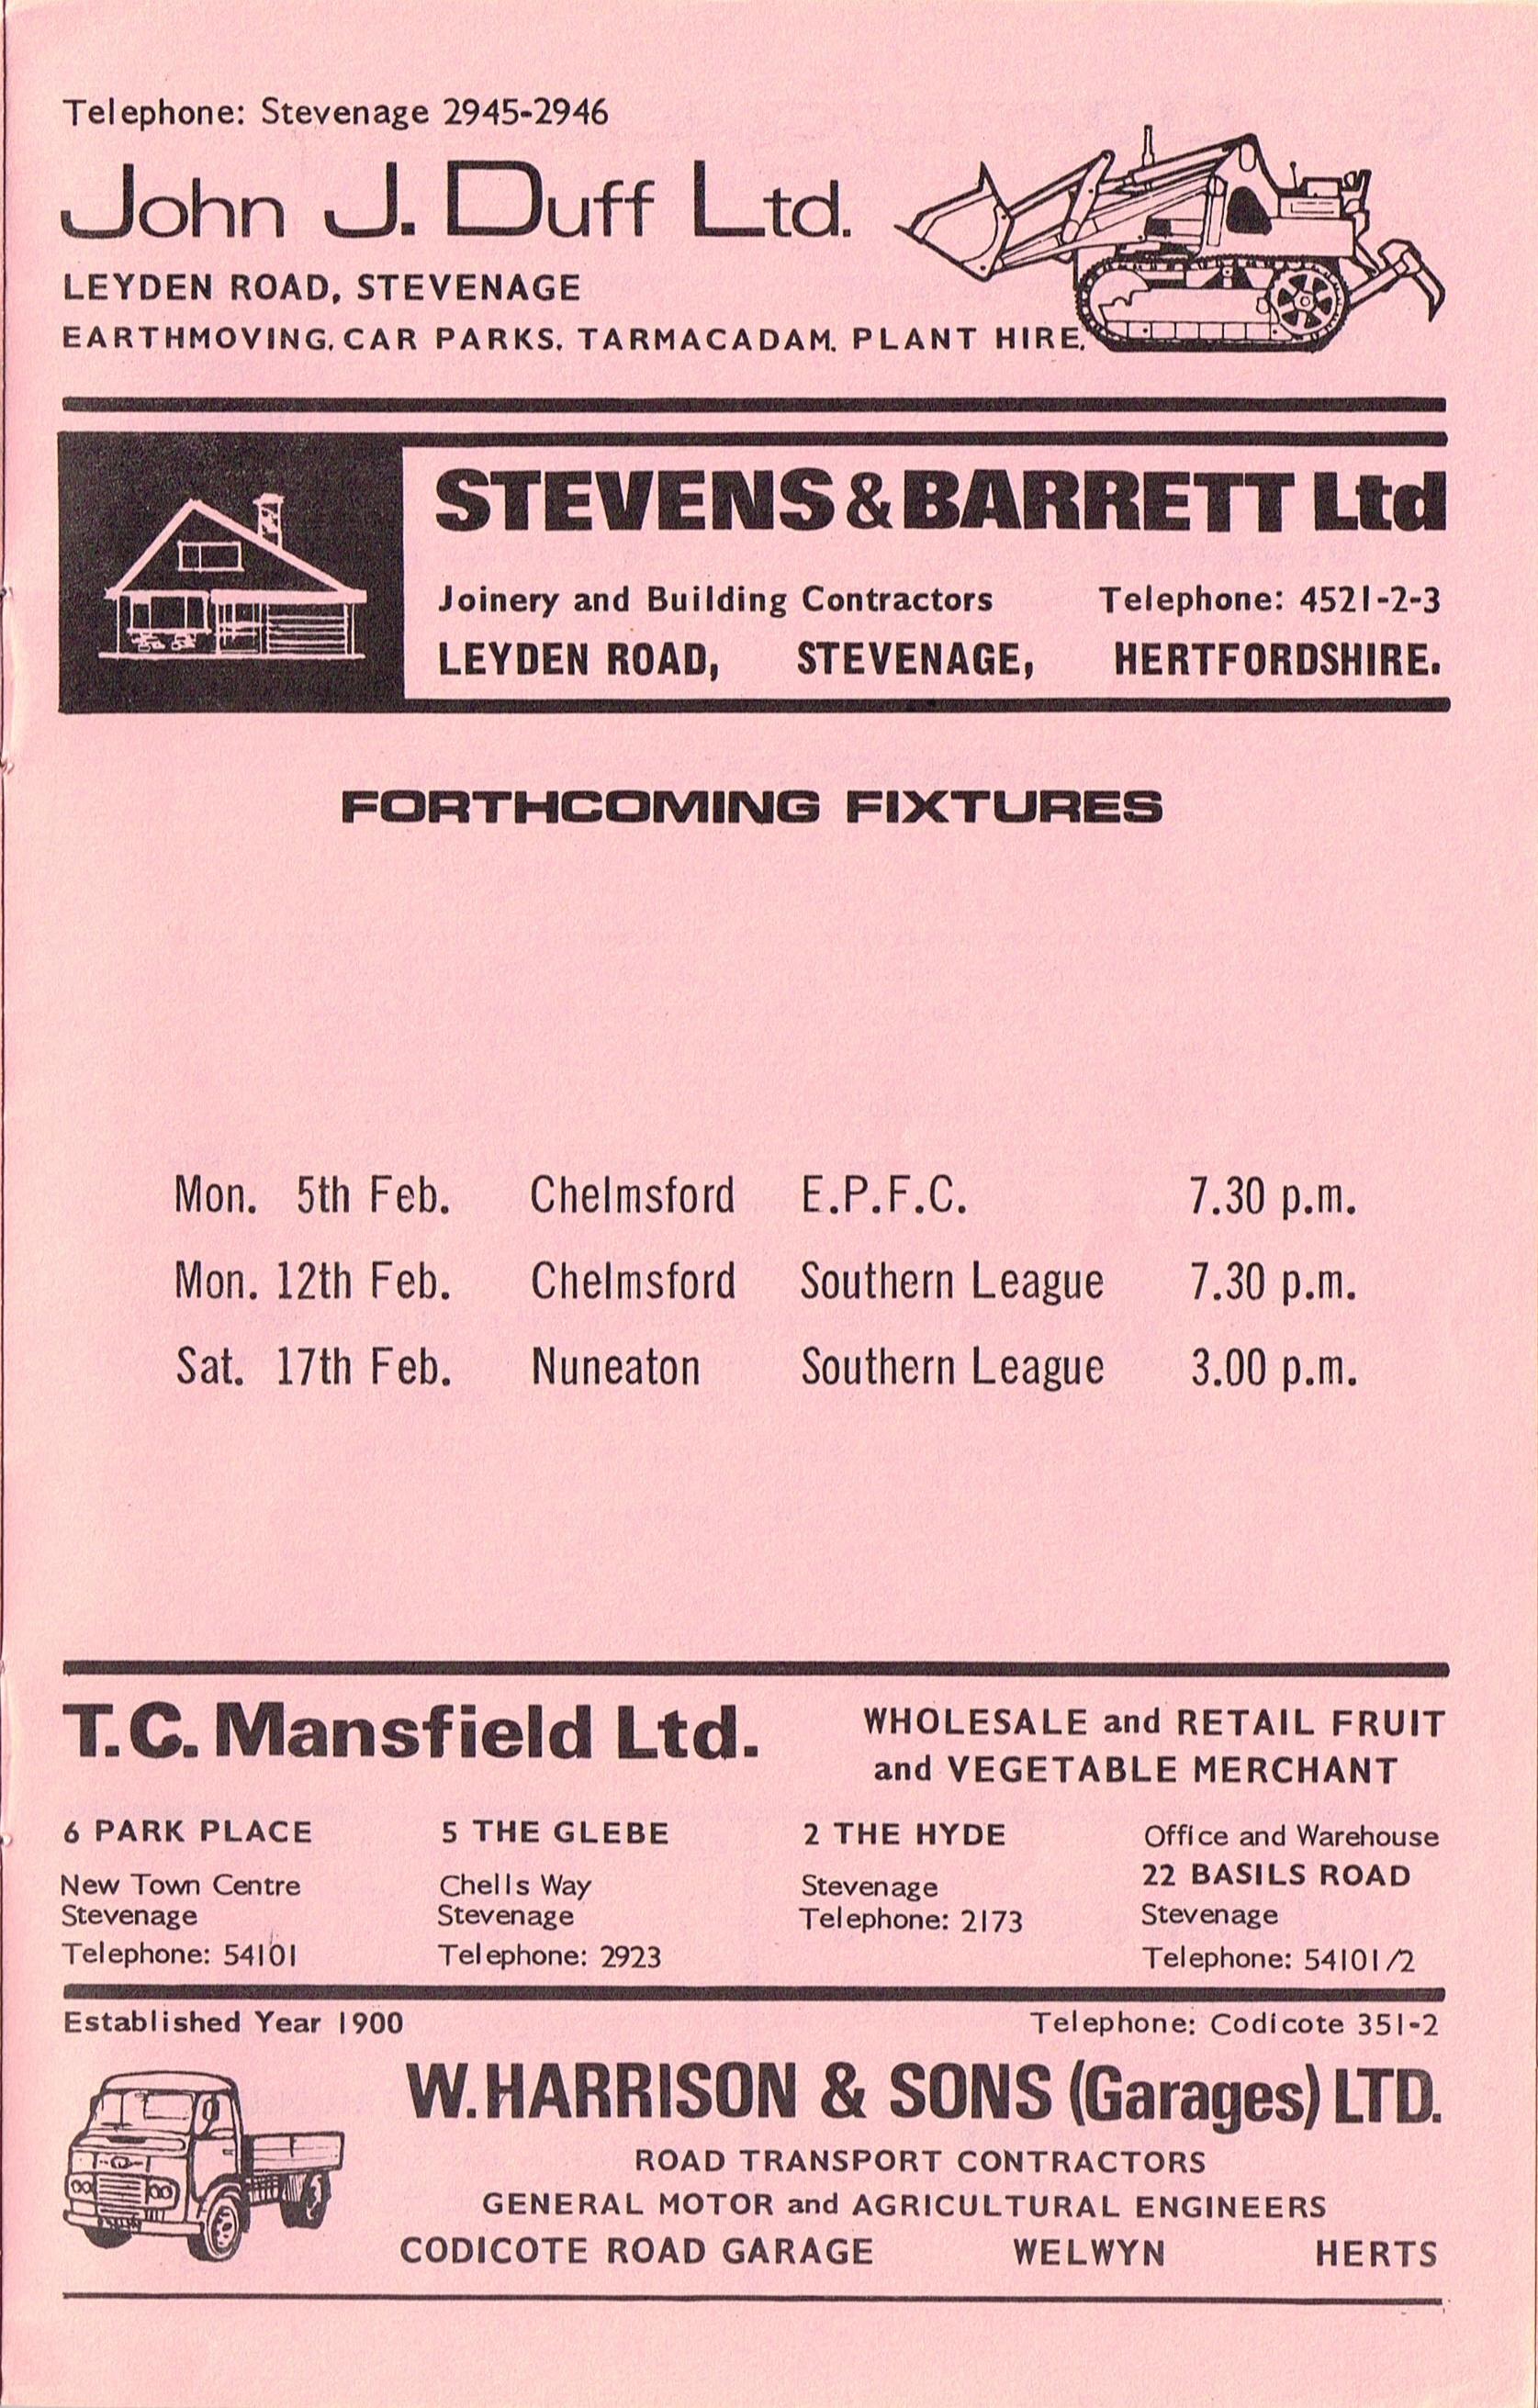 Telephone: Stevenage 2945-2946
John J. Duff Ltd.
LEYDEN ROAD, STEVENAGE
EARTHMOVING. CAR PARKS. TARMACADAM. PLANT HIRE.
STEVENS & BARRETT Ltd
Joinery and Building Contractors Telephone: 4521-2-3
LEYDEN ROAD, STEVENAGE, HERTFORDSHIRE.
FORTHCOMING FIXTURES
Mon. 5th Feb. Chelmsford E.P.F.C. 7.30 p.m.
Mon. 12th Feb. Chelmsford Southern League 7.30 p.m.
Sat. 17th Feb. Nuneaton Southern League 3.00 p.m.
T.C. Mansfield Ltd.
WHOLESALE and RETAIL FRUIT
and VEGETABLE MERCHANT
6 PARK PLACE
New Town Centre
Stevenage
Telephone: 54101
5 THE GLEBE
Chells Way
Stevenage
Telephone: 2923
2 THE HYDE
Stevenage
Telephone: 2173
Office and Warehouse
22 BASILS ROAD
Stevenage
Telephone: 54101/2
Established Year 1900 Telephone: Codicote 351-2
W. HARRISON & SONS (Garages) LTD.
ROAD TRANSPORT CONTRACTORS
GENERAL MOTOR and AGRICULTURAL ENGINEERS
CODICOTE ROAD GARAGE WELWYN HERTS